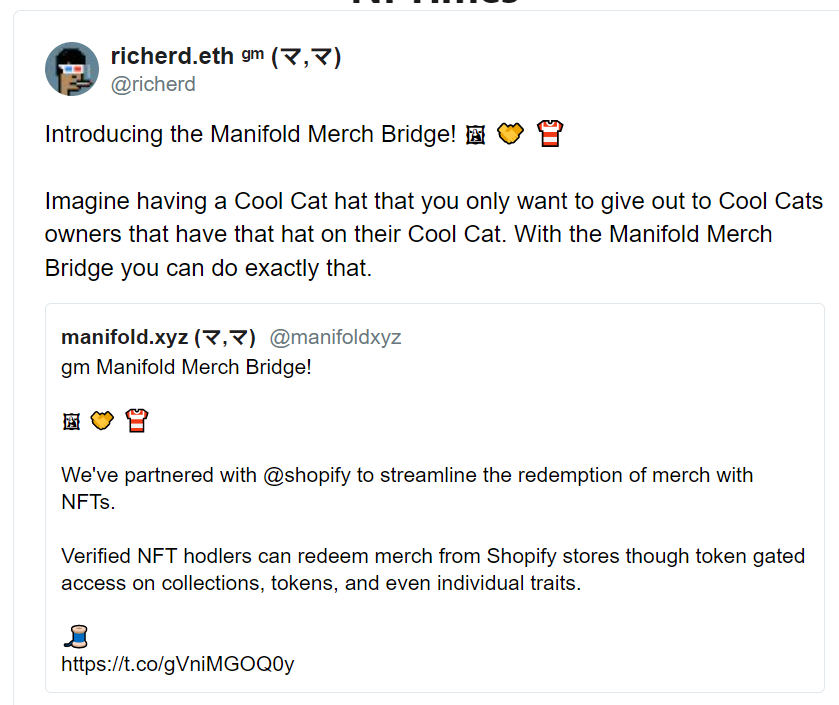 richerd.eth ᵍᵐ (マ,マ)
@richerd
Introducing the Manifold Merch Bridge! 🖼 🤝 👕
Imagine having a Cool Cat hat that you only want to give out to Cool Cats
owners that have that hat on their Cool Cat. With the Manifold Merch
Bridge you can do exactly that.
manifold.xyz (マ,マ) @manifoldxyz
gm Manifold Merch Bridge!
🖼 🤝 👕
We've partnered with @shopify to streamline the redemption of merch with
NFTs.
Verified NFT hodlers can redeem merch from Shopify stores though token gated
access on collections, tokens, and even individual traits.
🧵
https://t.co/gVniMGOQ0y